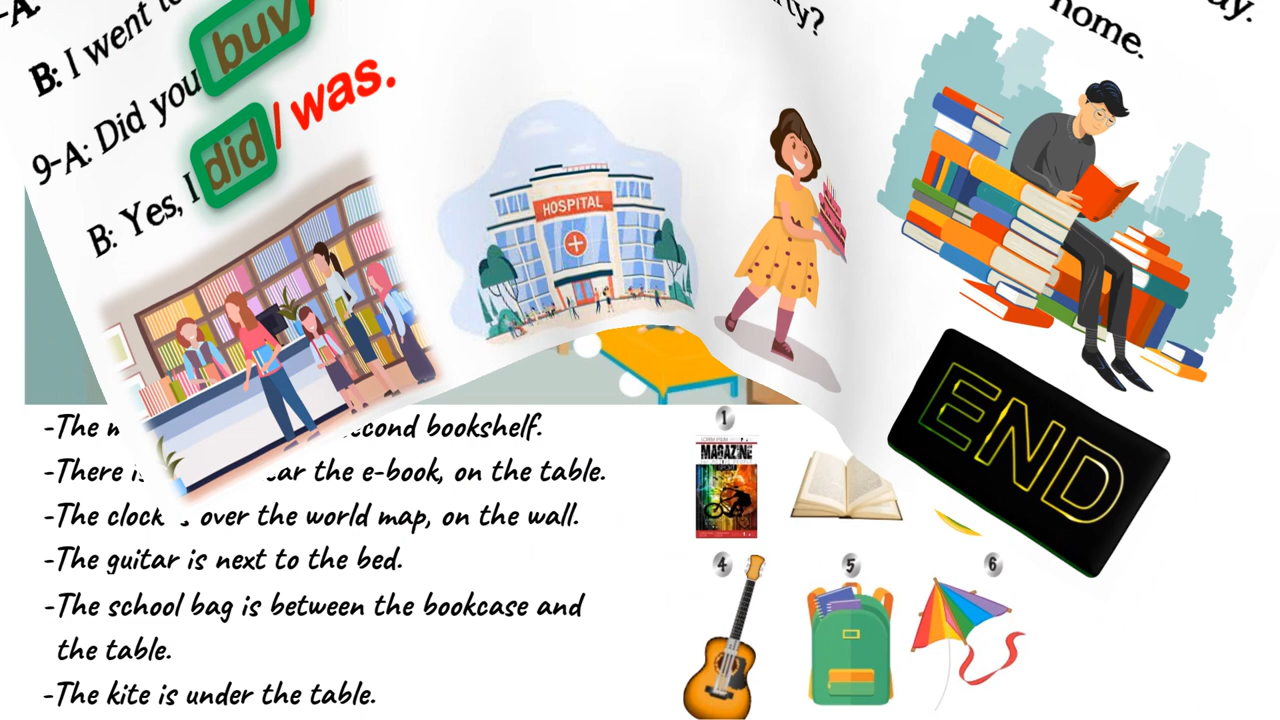 -A:
B: I went to
9-A: Did you buy
B: Yes, I did / was.
HOSPITAL
home.
END
-The second bookshelf.
-There near the e-book, on the table.
-The clock over the world map, on the wall.
-The guitar is next to the bed.
-The school bag is between the bookcase and
the table.
-The kite is under the table.
1
MAGAZINE
4
5
6